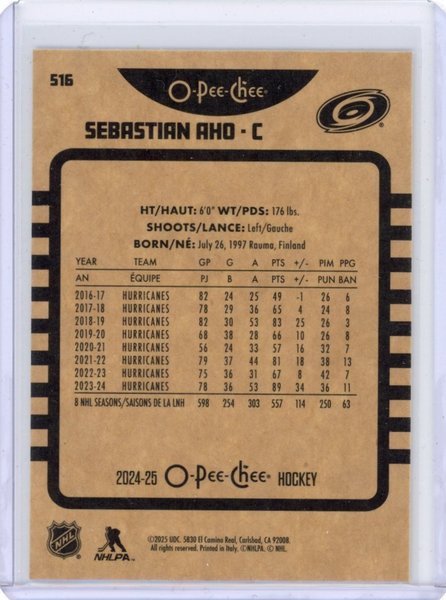 516
O-Pee-Chee®
SEBASTIAN AHO - C
HT/HAUT: 6'0" WT/PDS: 176 lbs.
SHOOTS/LANCE: Left/Gauche
BORN/NÉ: July 26, 1997 Rauma, Finland
YEAR TEAM GP G A PTS +/- PIM PPG
AN ÉQUIPE PJ B A PTS +/- PUN BAN
2016-17 HURRICANES 82 24 25 49 -1 26 6
2017-18 HURRICANES 78 29 36 65 4 24 8
2018-19 HURRICANES 82 30 53 83 25 26 3
2019-20 HURRICANES 68 38 28 66 10 26 8
2020-21 HURRICANES 56 24 33 57 16 32 7
2021-22 HURRICANES 79 37 44 81 18 38 13
2022-23 HURRICANES 75 36 31 67 8 42 7
2023-24 HURRICANES 78 36 53 89 34 36 11
8 NHL SEASONS/SAISONS DE LA LNH 598 254 303 557 114 250 63
2024-25 O-Pee-Chee® HOCKEY
NHL
NHLPA
©2025 UDC. 5830 El Camino Real, Carlsbad, CA 92008.
All rights reserved. Printed in Italy. ©NHLPA. © NHL.